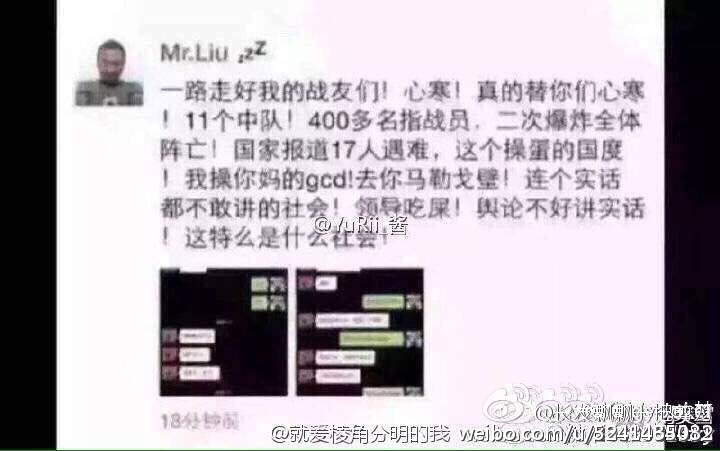 Mr.Liu zzZ
一路走好我的战友们！心寒！真的替你们心寒
！11个中队！400多名指战员．二次爆炸全体
阵亡！国家报道17人遇难，这个操蛋的国度
！我操你妈的gcd!去你马勒戈壁！连个实话
都不敢讲的社会！领导吃屎！舆论不好讲实话
！这特么是什么社会！
@YuRii_酱
18分钟前
@就爱棱角分明的我 weibo.com/u/5241435082